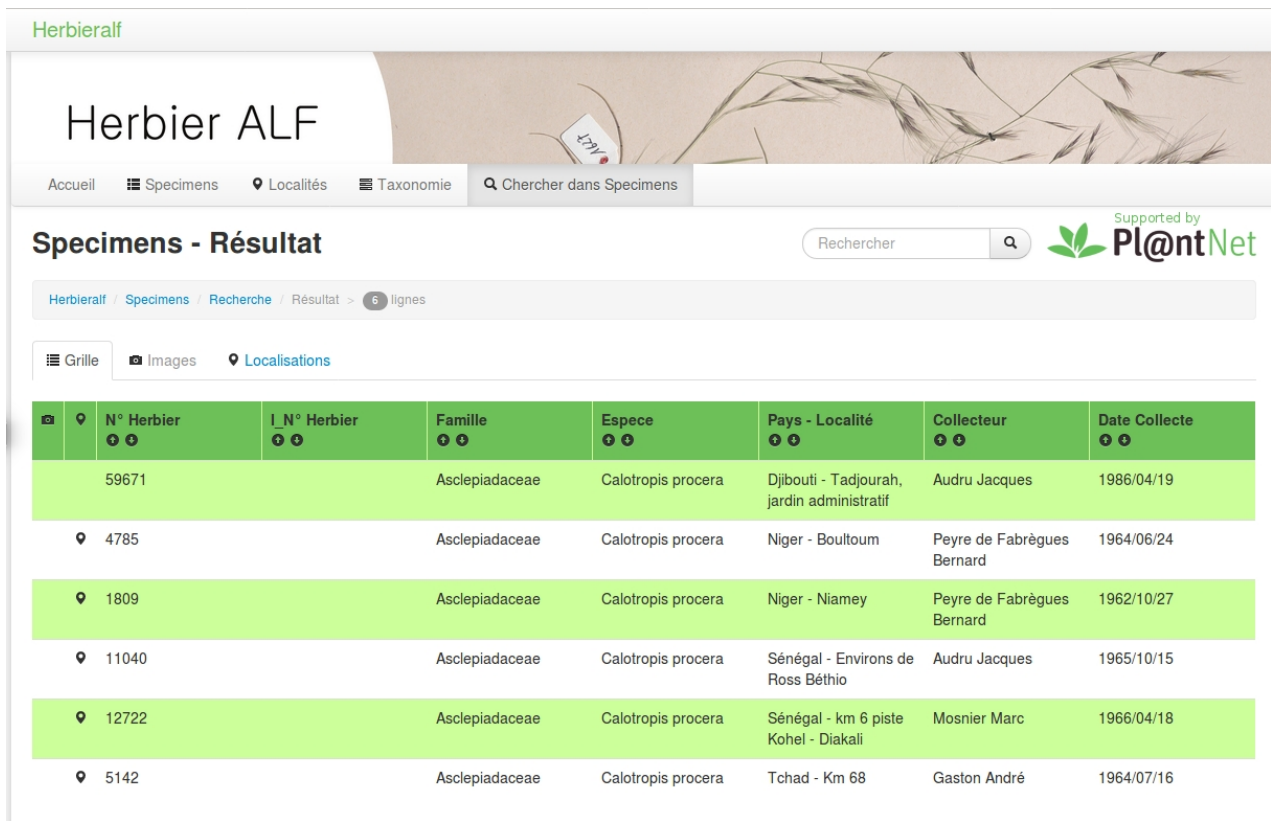 Herbieralf
Herbier ALF
Accueil Specimens Localités Taxonomie Chercher dans Specimens
Specimens - Résultat
Rechercher
Supported by
Pl@ntNet
Herbieralf / Specimens / Recherche / Résultat > 6 lignes
Grille Images Localisations
N° Herbier I_N° Herbier Famille Espece Pays - Localité Collecteur Date Collecte
59671 Asclepiadaceae Calotropis procera Djibouti - Tadjourah, Audru Jacques 1986/04/19
jardin administratif
4785 Asclepiadaceae Calotropis procera Niger - Boultoum Peyre de Fabrègues 1964/06/24
Bernard
1809 Asclepiadaceae Calotropis procera Niger - Niamey Peyre de Fabrègues 1962/10/27
Bernard
11040 Asclepiadaceae Calotropis procera Sénégal - Environs de Audru Jacques 1965/10/15
Ross Béthio
12722 Asclepiadaceae Calotropis procera Sénégal - km 6 piste Mosnier Marc 1966/04/18
Kohel - Diakali
5142 Asclepiadaceae Calotropis procera Tchad - Km 68 Gaston André 1964/07/16